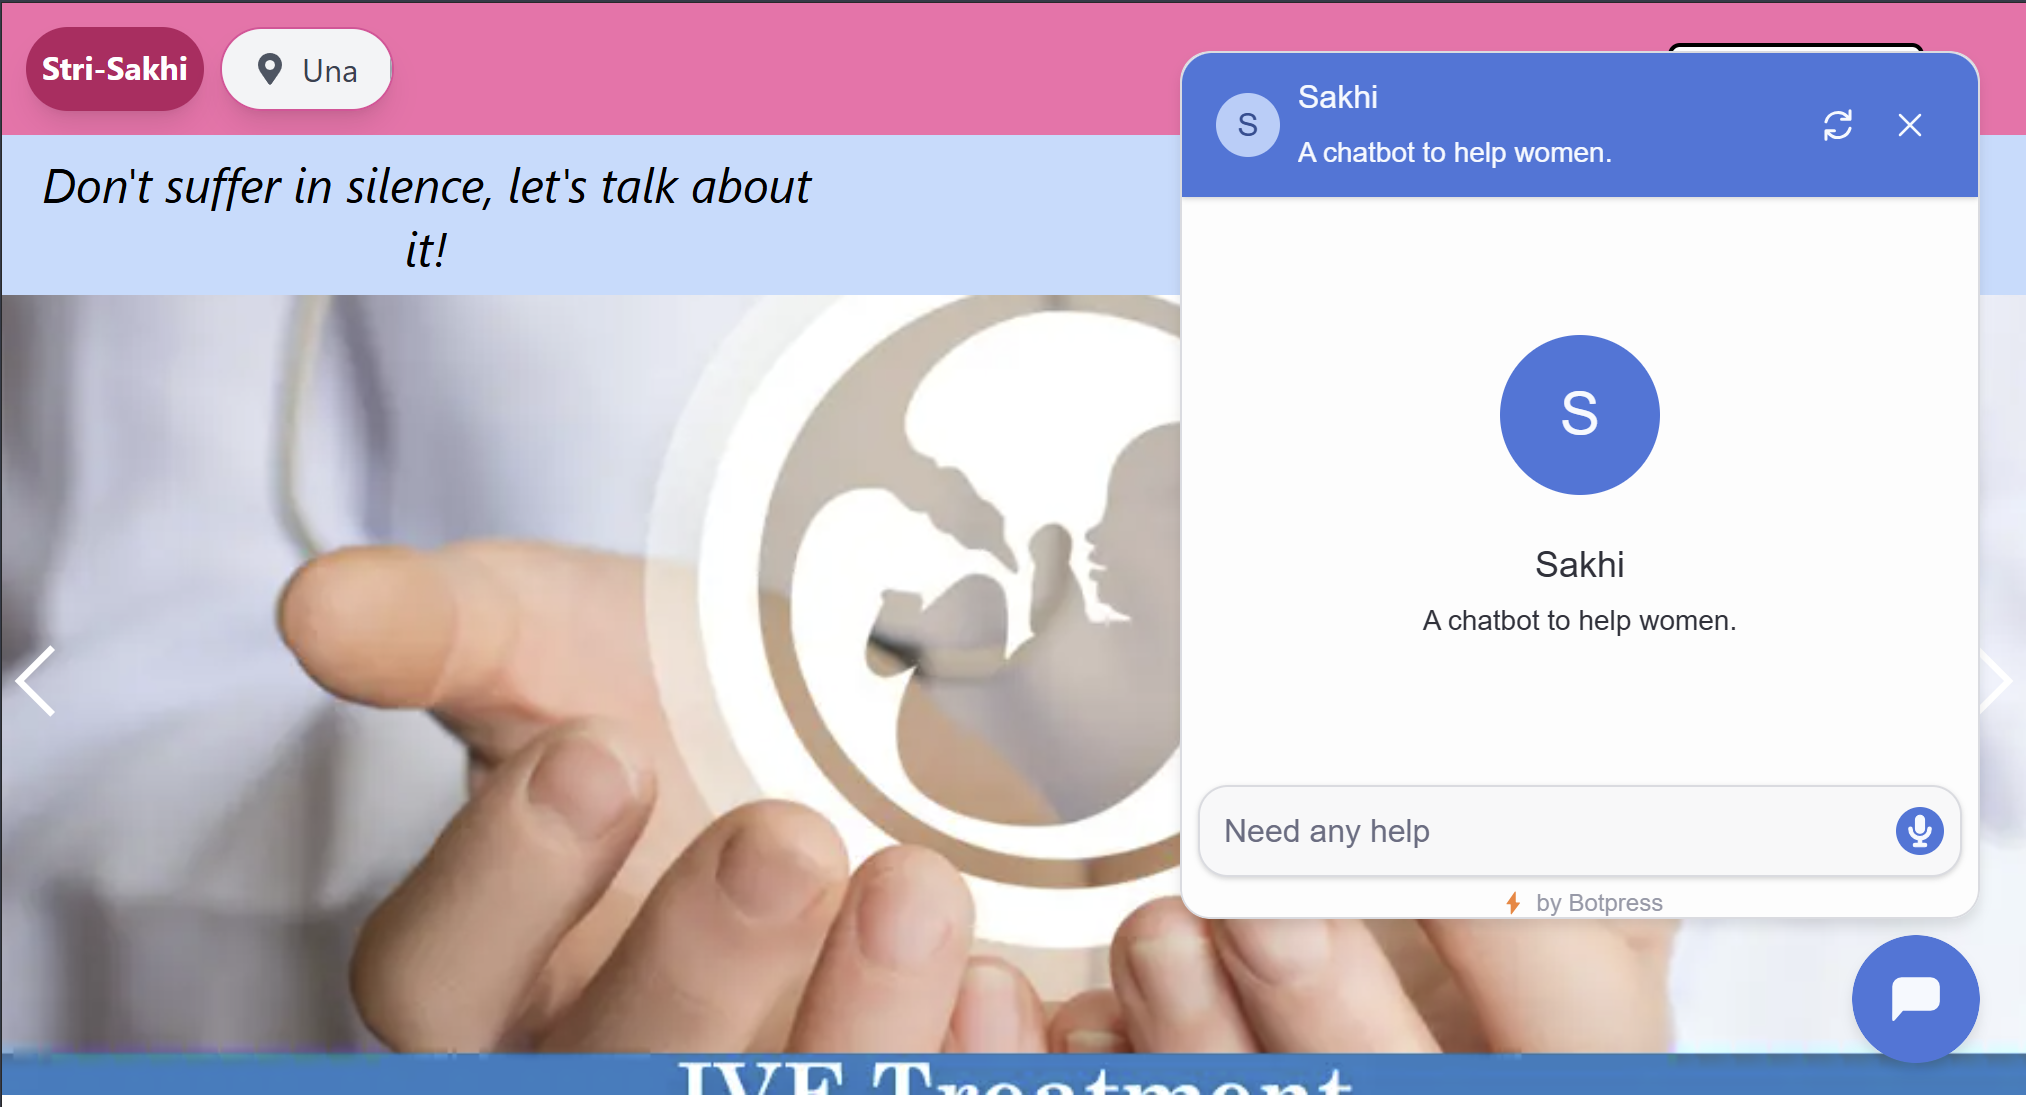 Stri-Sakhi
Una
Don't suffer in silence, let's talk about
it!
S
Sakhi
A chatbot to help women.
S
Sakhi
A chatbot to help women.
Need any help
by Botpress
IVF Treatment